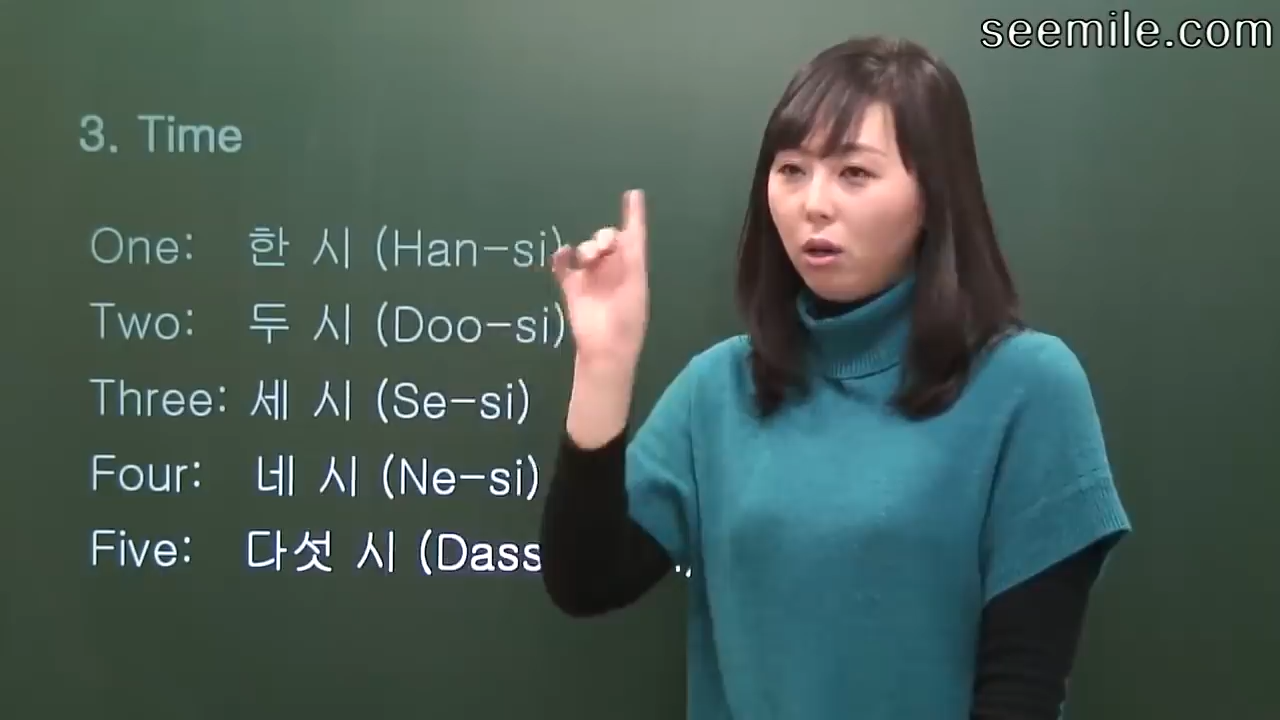 seemile.com
3. Time
One: 한 시 (Han-si)
Two: 두 시 (Doo-si)
Three: 세 시 (Se-si)
Four: 네 시 (Ne-si)
Five: 다섯 시